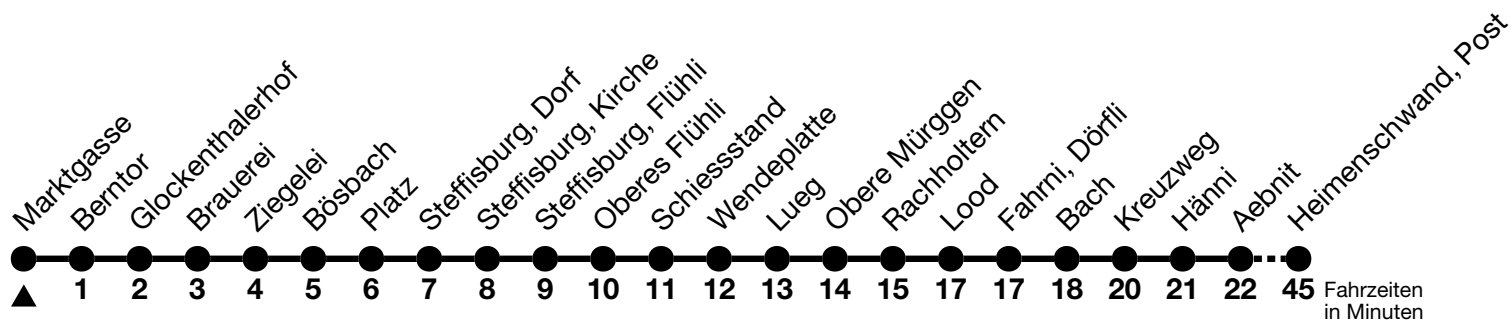 Marktgasse
Berntor
Glockenthalerhof
Brauerei
Ziegelei
Bösbach
Platz
Steffisburg, Dorf
Steffisburg, Kirche
Steffisburg, Flühli
Oberes Flühli
Schiessstand
Wendeplatte
Lueg
Obere Mürggen
Rachholtern
Lood
Fahrni, Dörfli
Bach
Kreuzweg
Hänni
Aebnit
Heimenschwand, Post
1 2 3 4 5 6 7 8 9 10 11 12 13 14 15 17 17 18 20 21 22 45 Fahrzeiten
in Minuten